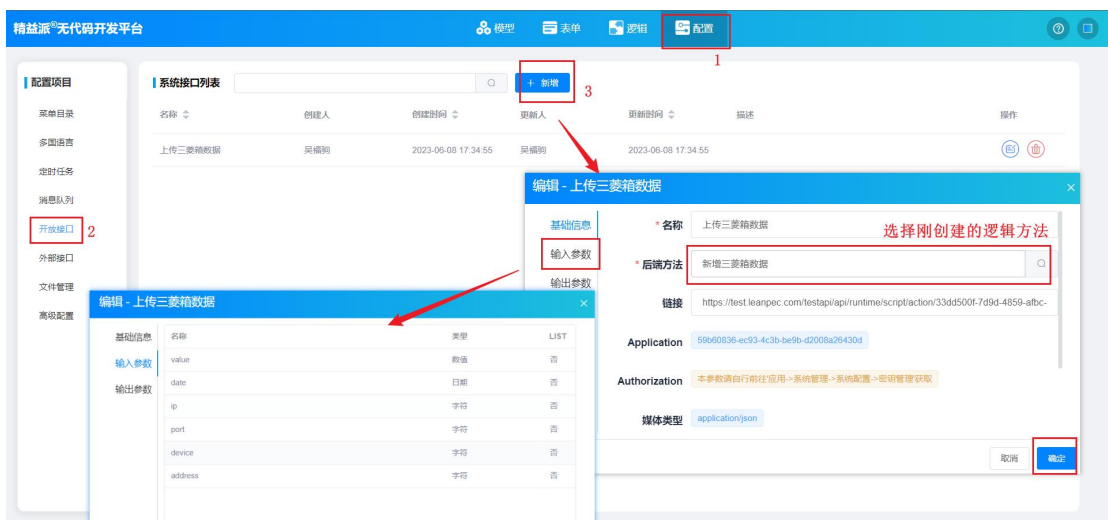 精益派®无代码开发平台
模型
表单
逻辑
配置
1
配置项目
菜单目录
多国语言
定时任务
消息队列
开放接口
2
外部接口
文件管理
高级配置
系统接口列表
+ 新增
3
名称 创建人 创建时间 更新人 更新时间 描述 操作
上传三菱箱数据 2023-06-08 17:34:55 2023-06-08 17:34:55
编辑 - 上传三菱箱数据
基础信息
输入参数
输出参数
* 名称 上传三菱箱数据
选择刚创建的逻辑方法
* 后端方法 新增三菱箱数据
链接 https://test.leanpec.com/testapi/api/runtime/script/action/33dd500f-7d9d-4859-afbc-
Application 59b60836-ec93-4c3b-be9b-d2008a26430d
Authorization 本参数请自行前往'应用->系统管理->系统配置->密钥管理'获取
媒体类型 application/json
取消 确定
编辑 - 上传三菱箱数据
基础信息
输入参数
输出参数
名称 类型 LIST
value 数值 否
date 日期 否
ip 字符 否
port 字符 否
device 字符 否
address 字符 否